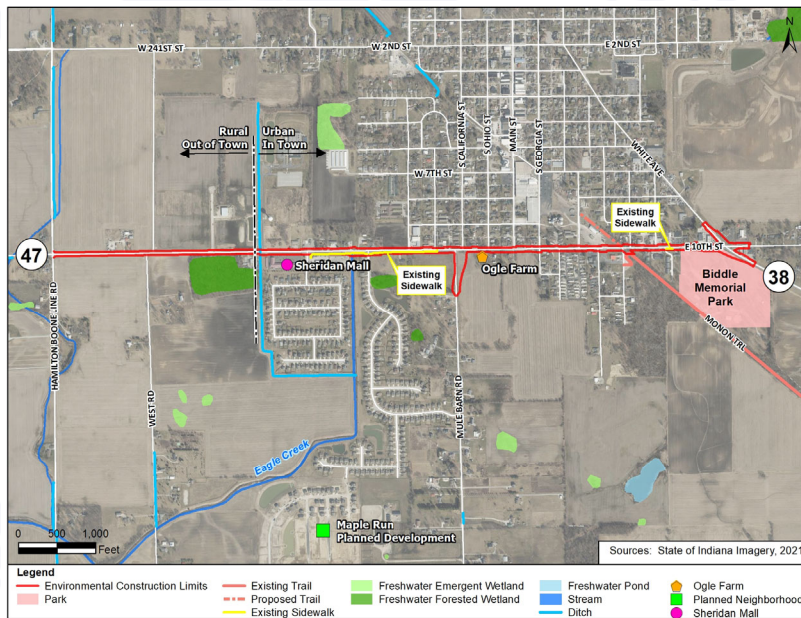 W 241ST ST
W 2ND ST
E 2ND ST
N
S CALIFORNIA ST
S OHIO ST
MAIN ST
S GEORGIA ST
WHITE AVE
Rural
Out of Town
Urban
In Town
W 7TH ST
Existing
Sidewalk
E 10TH ST
47
Sheridan Mall
Existing
Sidewalk
Ogle Farm
Biddle
Memorial
Park
38
HAMILTON BOONE LINE RD
WEST RD
MULE BARN RD
MONON TRL
Eagle Creek
Maple Run
Planned Development
0 500 1,000
Feet
Sources: State of Indiana Imagery, 2021
Legend
Environmental Construction Limits
Park
Existing Trail
Proposed Trail
Existing Sidewalk
Freshwater Emergent Wetland
Freshwater Forested Wetland
Freshwater Pond
Stream
Ditch
Ogle Farm
Planned Neighborhood
Sheridan Mall